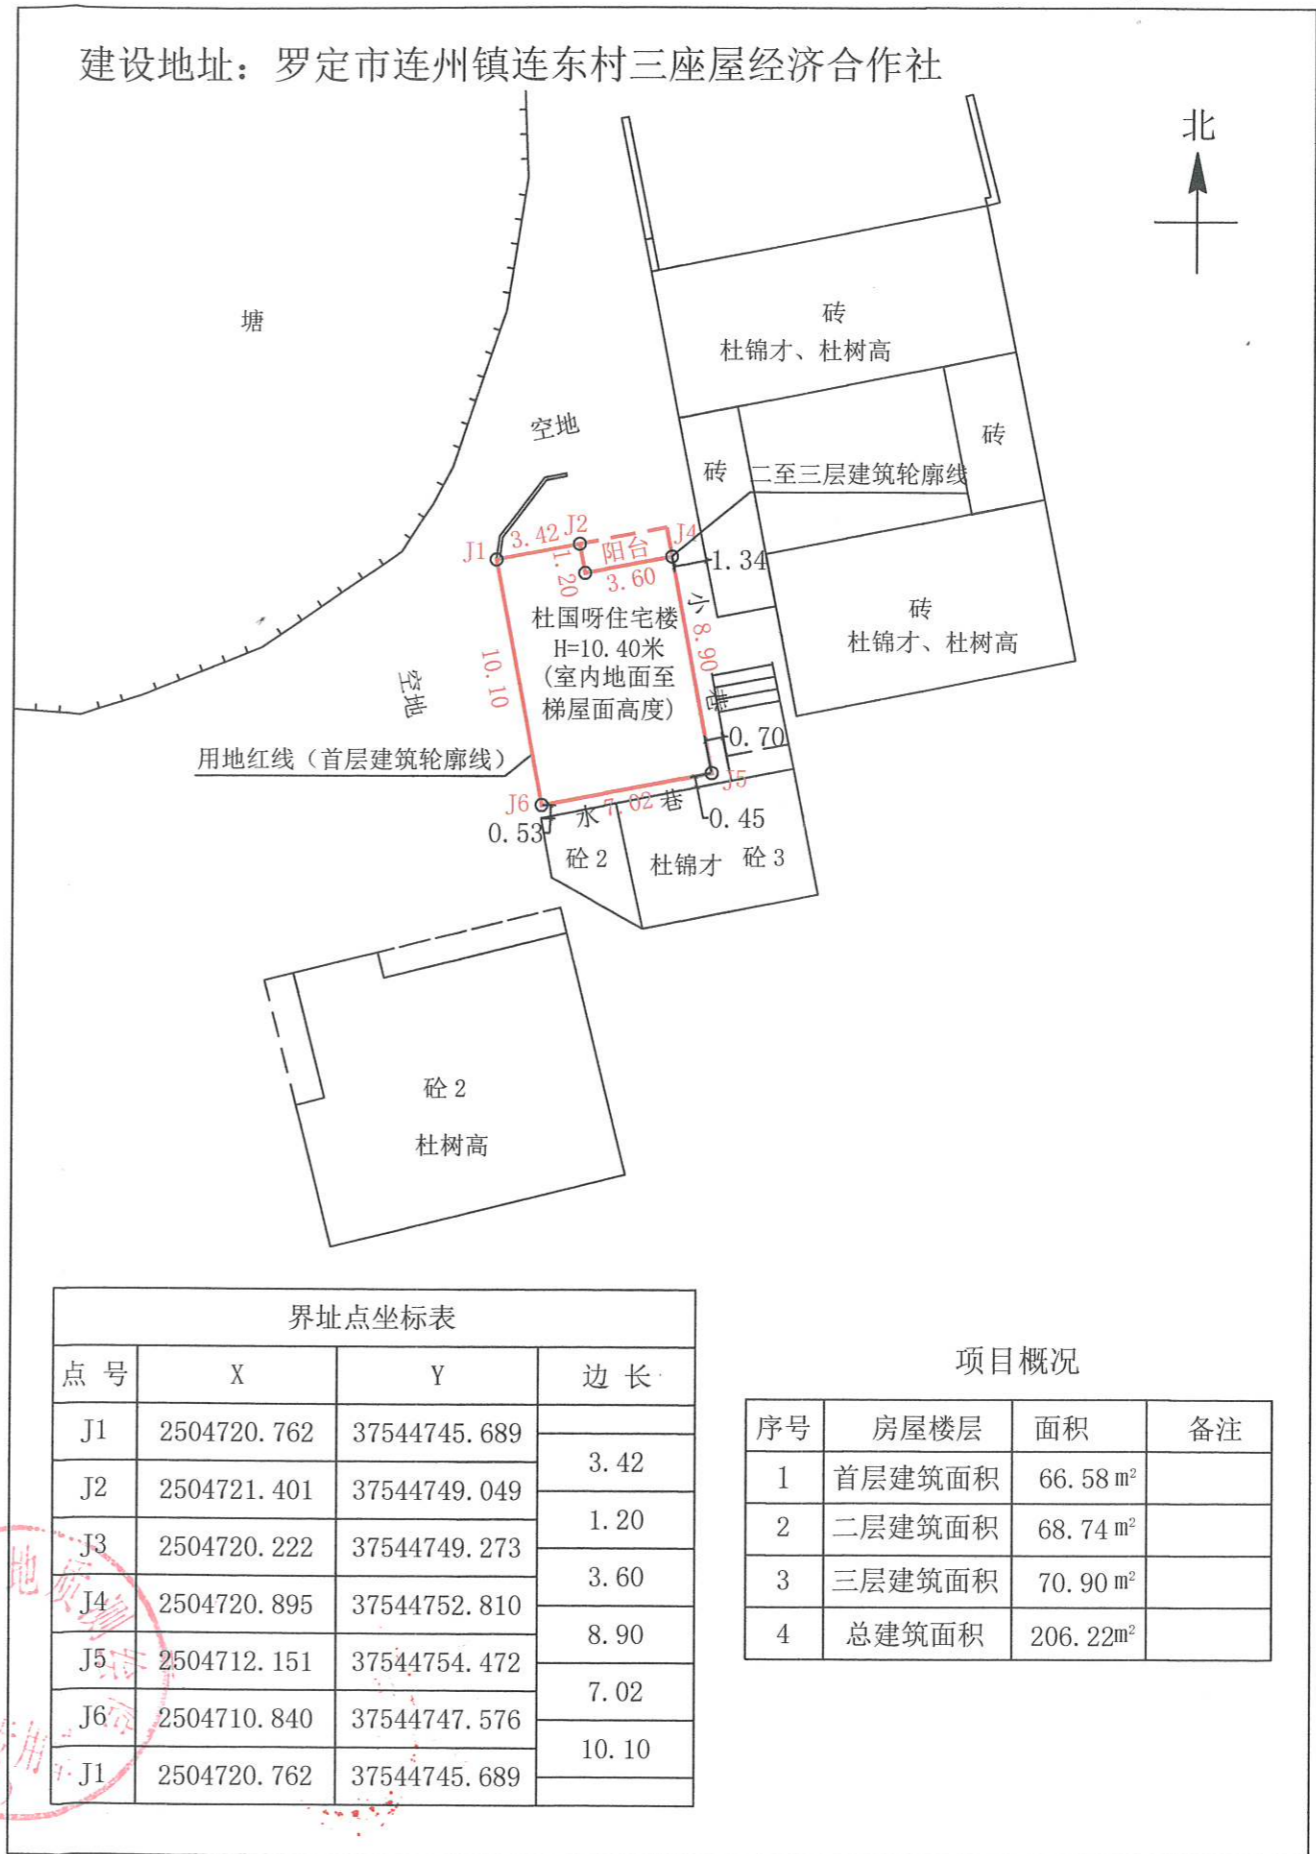 建设地址：罗定市连州镇连东村三座屋经济合作社
北
塘
砖
杜锦才、杜树高
空地
砖
砖
二至三层建筑轮廓线
J1
3.42
J2
J4
1.20
阳台
3.60
1.34
小
砖
杜锦才、杜树高
杜国呀住宅楼
H=10.40米
(室内地面至
梯屋面高度)
8.90
10.10
空地
巷
0.70
用地红线（首层建筑轮廓线）
J5
J6
7.02
水
巷
0.53
0.45
砼2
杜锦才
砼3
砼2
杜树高
界址点坐标表
点 号 X Y 边 长
J1 2504720.762 37544745.689
3.42
J2 2504721.401 37544749.049
1.20
J3 2504720.222 37544749.273
3.60
J4 2504720.895 37544752.810
8.90
J5 2504712.151 37544754.472
7.02
J6 2504710.840 37544747.576
10.10
J1 2504720.762 37544745.689
项目概况
序号 房屋楼层 面积 备注
1 首层建筑面积 66.58㎡
2 二层建筑面积 68.74㎡
3 三层建筑面积 70.90㎡
4 总建筑面积 206.22㎡
地质测